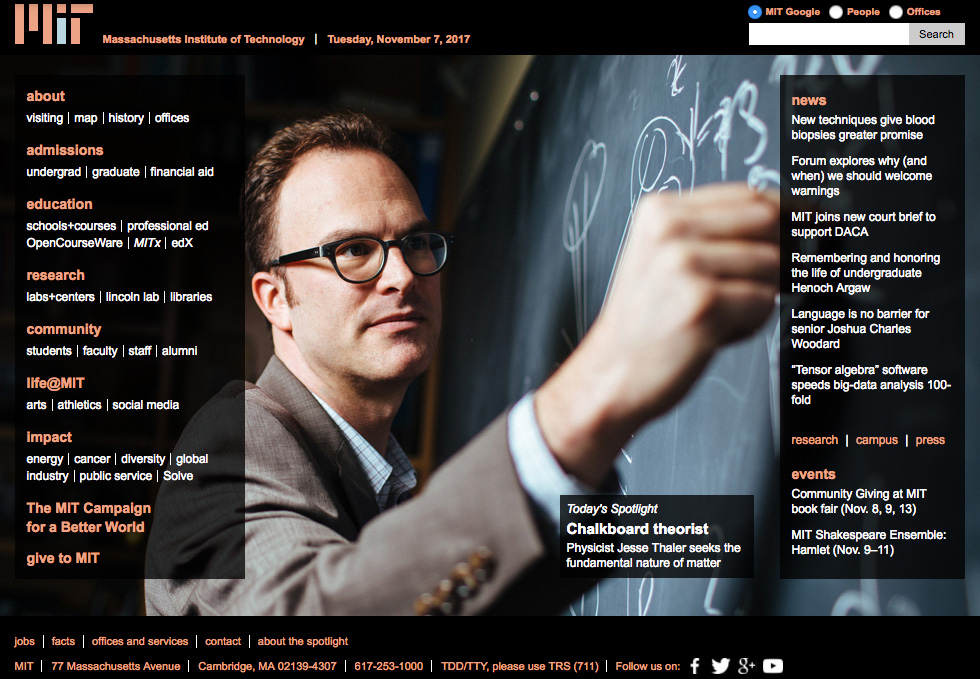 MIT
Massachusetts Institute of Technology | Tuesday, November 7, 2017
MIT Google People Offices
Search
about
visiting | map | history | offices
admissions
undergrad | graduate | financial aid
education
schools+courses | professional ed
OpenCourseWare | MITx | edX
research
labs+centers | lincoln lab | libraries
community
students | faculty | staff | alumni
life@MIT
arts | athletics | social media
impact
energy | cancer | diversity | global
industry | public service | Solve
The MIT Campaign
for a Better World
give to MIT
Today's Spotlight
Chalkboard theorist
Physicist Jesse Thaler seeks the
fundamental nature of matter
news
New techniques give blood
biopsies greater promise
Forum explores why (and
when) we should welcome
warnings
MIT joins new court brief to
support DACA
Remembering and honoring
the life of undergraduate
Henoch Argaw
Language is no barrier for
senior Joshua Charles
Woodard
"Tensor algebra" software
speeds big-data analysis 100-
fold
research | campus | press
events
Community Giving at MIT
book fair (Nov. 8, 9, 13)
MIT Shakespeare Ensemble:
Hamlet (Nov. 9–11)
jobs | facts | offices and services | contact | about the spotlight
MIT | 77 Massachusetts Avenue | Cambridge, MA 02139-4307 | 617-253-1000 | TDD/TTY, please use TRS (711) | Follow us on: